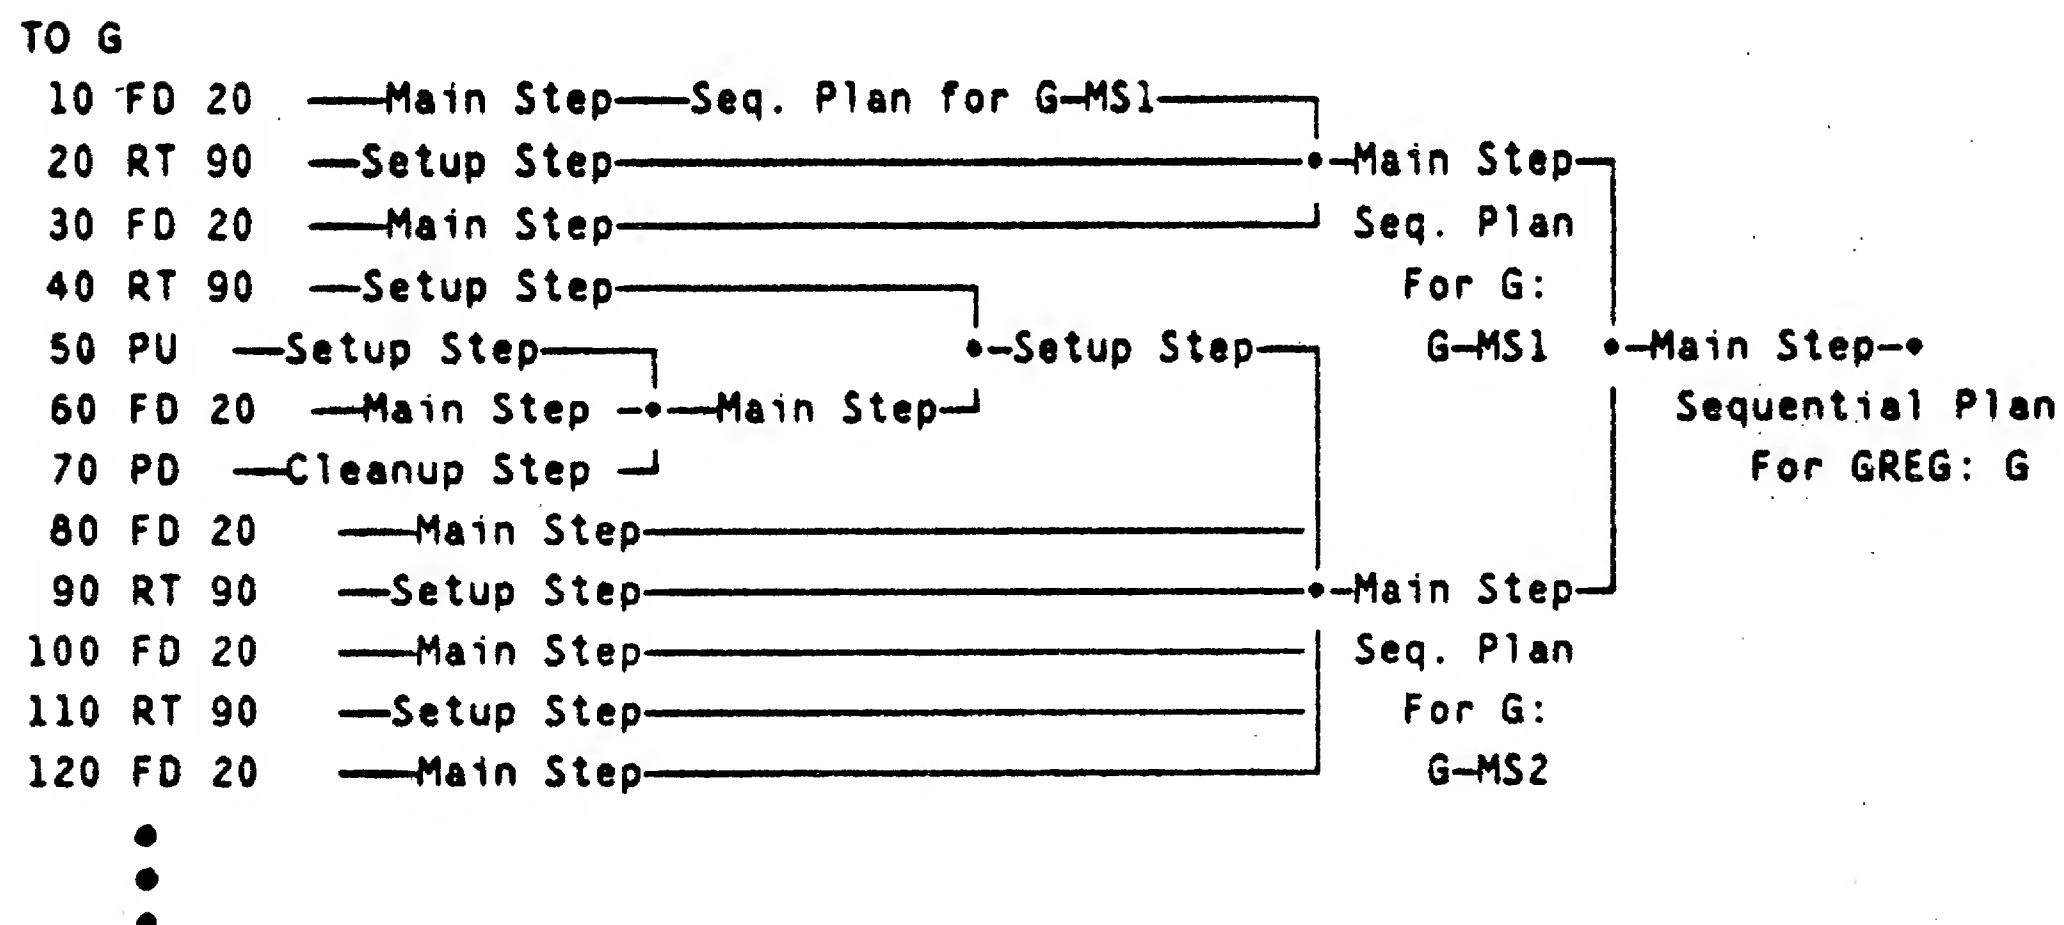 TO G
10 FD 20 Main Step Seq. Plan for G-MS1
20 RT 90 Setup Step Main Step
30 FD 20 Main Step Seq. Plan
40 RT 90 Setup Step For G:
50 PU Setup Step Setup Step G-MS1 Main Step
60 FD 20 Main Step Main Step Sequential Plan
70 PD Cleanup Step For GREG: G
80 FD 20 Main Step
90 RT 90 Setup Step Main Step
100 FD 20 Main Step Seq. Plan
110 RT 90 Setup Step For G:
120 FD 20 Main Step G-MS2